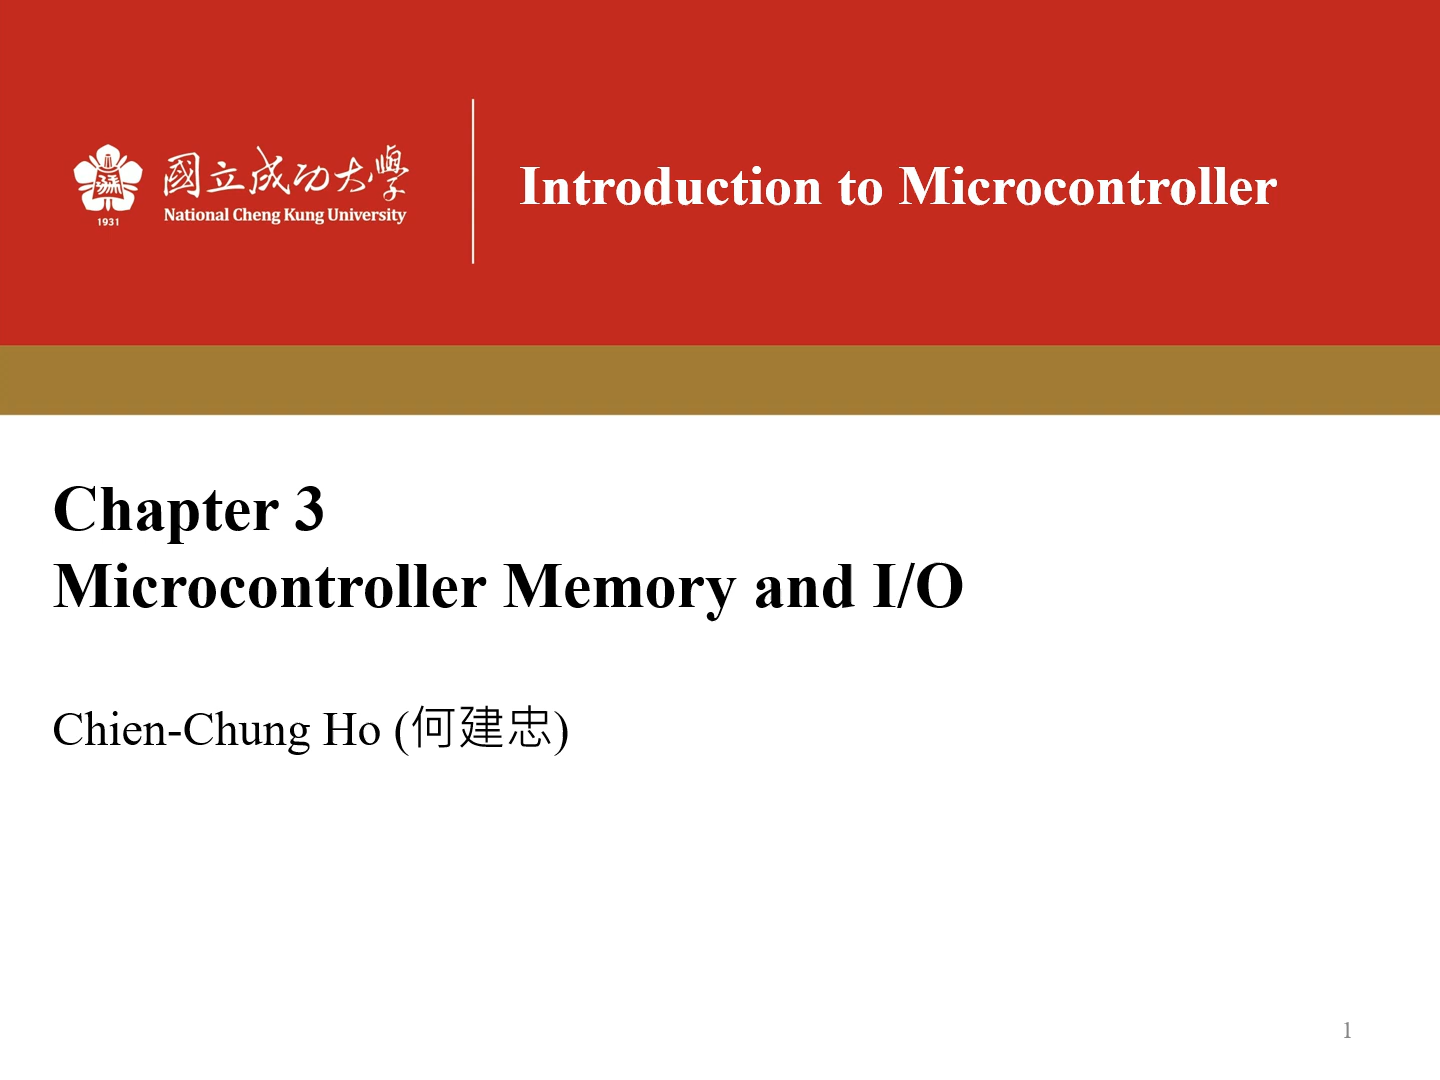 國立成功大學
National Cheng Kung University
1931
Introduction to Microcontroller
Chapter 3
Microcontroller Memory and I/O
Chien-Chung Ho (何建忠)
1